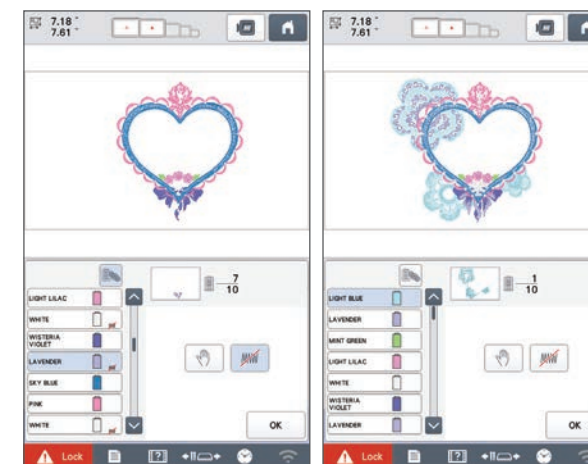 7.18 "
7.61 "
7
10
LIGHT LILAC
WHITE
WISTERIA
VIOLET
LAVENDER
SKY BLUE
PINK
WHITE
OK
Lock
?
7.18 "
7.61 "
1
10
LIGHT BLUE
LAVENDER
MINT GREEN
LIGHT LILAC
WHITE
WISTERIA
VIOLET
LAVENDER
OK
Lock
?